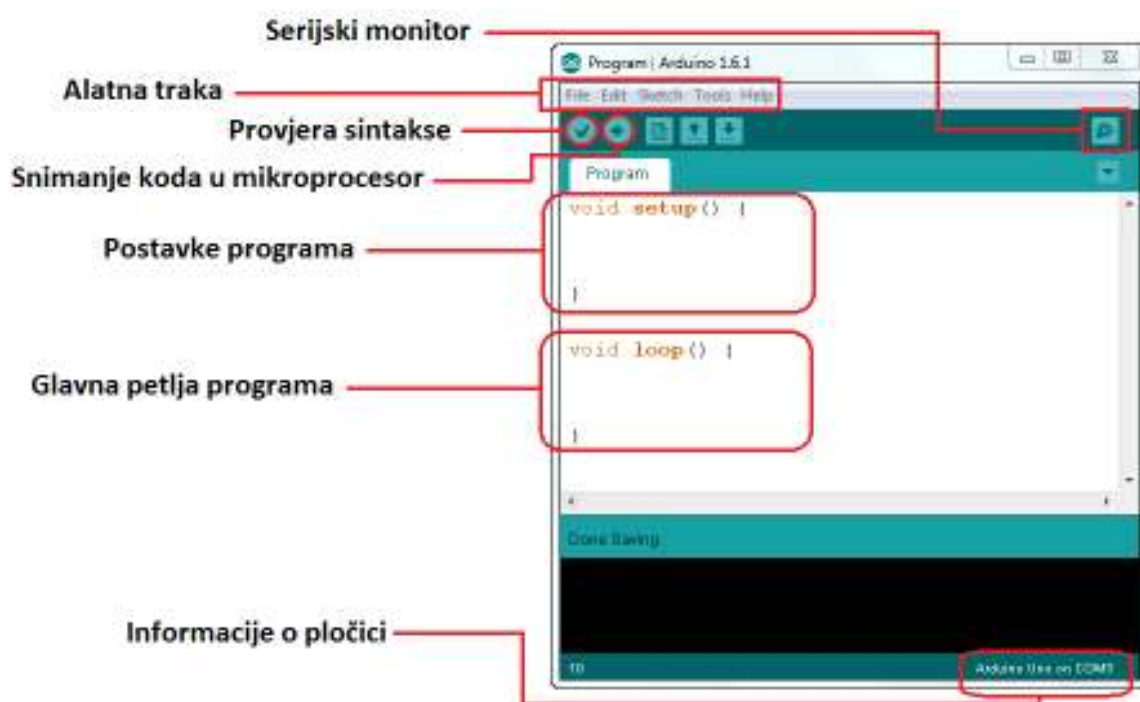 Serijski monitor
Program | Arduino 1.6.1
Alatna traka
File Edit Sketch Tools Help
Provjera sintakse
Snimanje koda u mikroprocesor
Program
void setup() {
Postavke programa
}
void loop() {
Glavna petlja programa
}
Done Saving.
Informacije o pločici
10
Arduino Uno on COM3